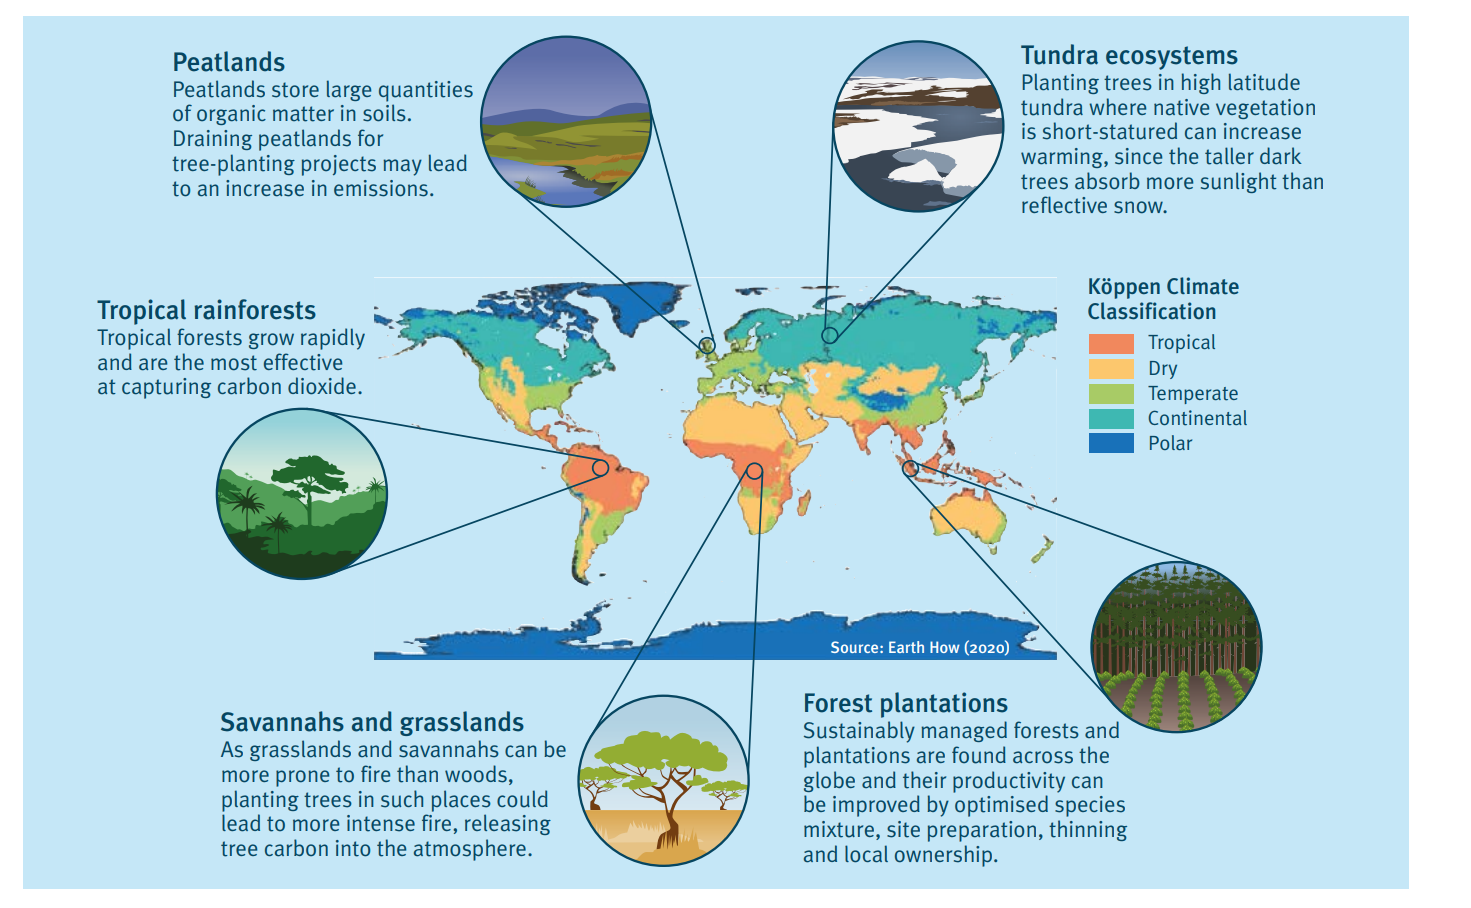 Peatlands
Peatlands store large quantities
of organic matter in soils.
Draining peatlands for
tree-planting projects may lead
to an increase in emissions.
Tundra ecosystems
Planting trees in high latitude
tundra where native vegetation
is short-statured can increase
warming, since the taller dark
trees absorb more sunlight than
reflective snow.
Tropical rainforests
Tropical forests grow rapidly
and are the most effective
at capturing carbon dioxide.
Köppen Climate
Classification
Tropical
Dry
Temperate
Continental
Polar
Source: Earth How (2020)
Savannahs and grasslands
As grasslands and savannahs can be
more prone to fire than woods,
planting trees in such places could
lead to more intense fire, releasing
tree carbon into the atmosphere.
Forest plantations
Sustainably managed forests and
plantations are found across the
globe and their productivity can
be improved by optimised species
mixture, site preparation, thinning
and local ownership.